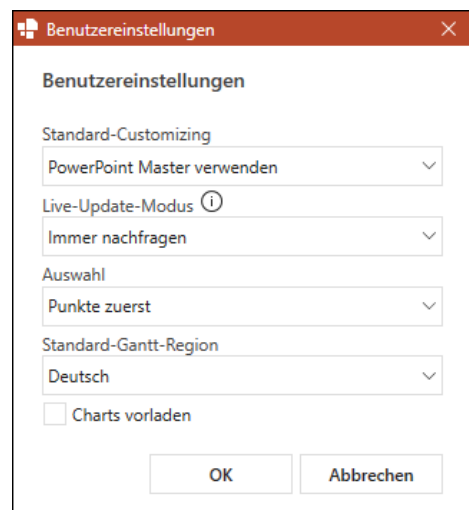 Benutzereinstellungen
Benutzereinstellungen
Standard-Customizing
PowerPoint Master verwenden
Live-Update-Modus
Immer nachfragen
Auswahl
Punkte zuerst
Standard-Gantt-Region
Deutsch
Charts vorladen
OK Abbrechen